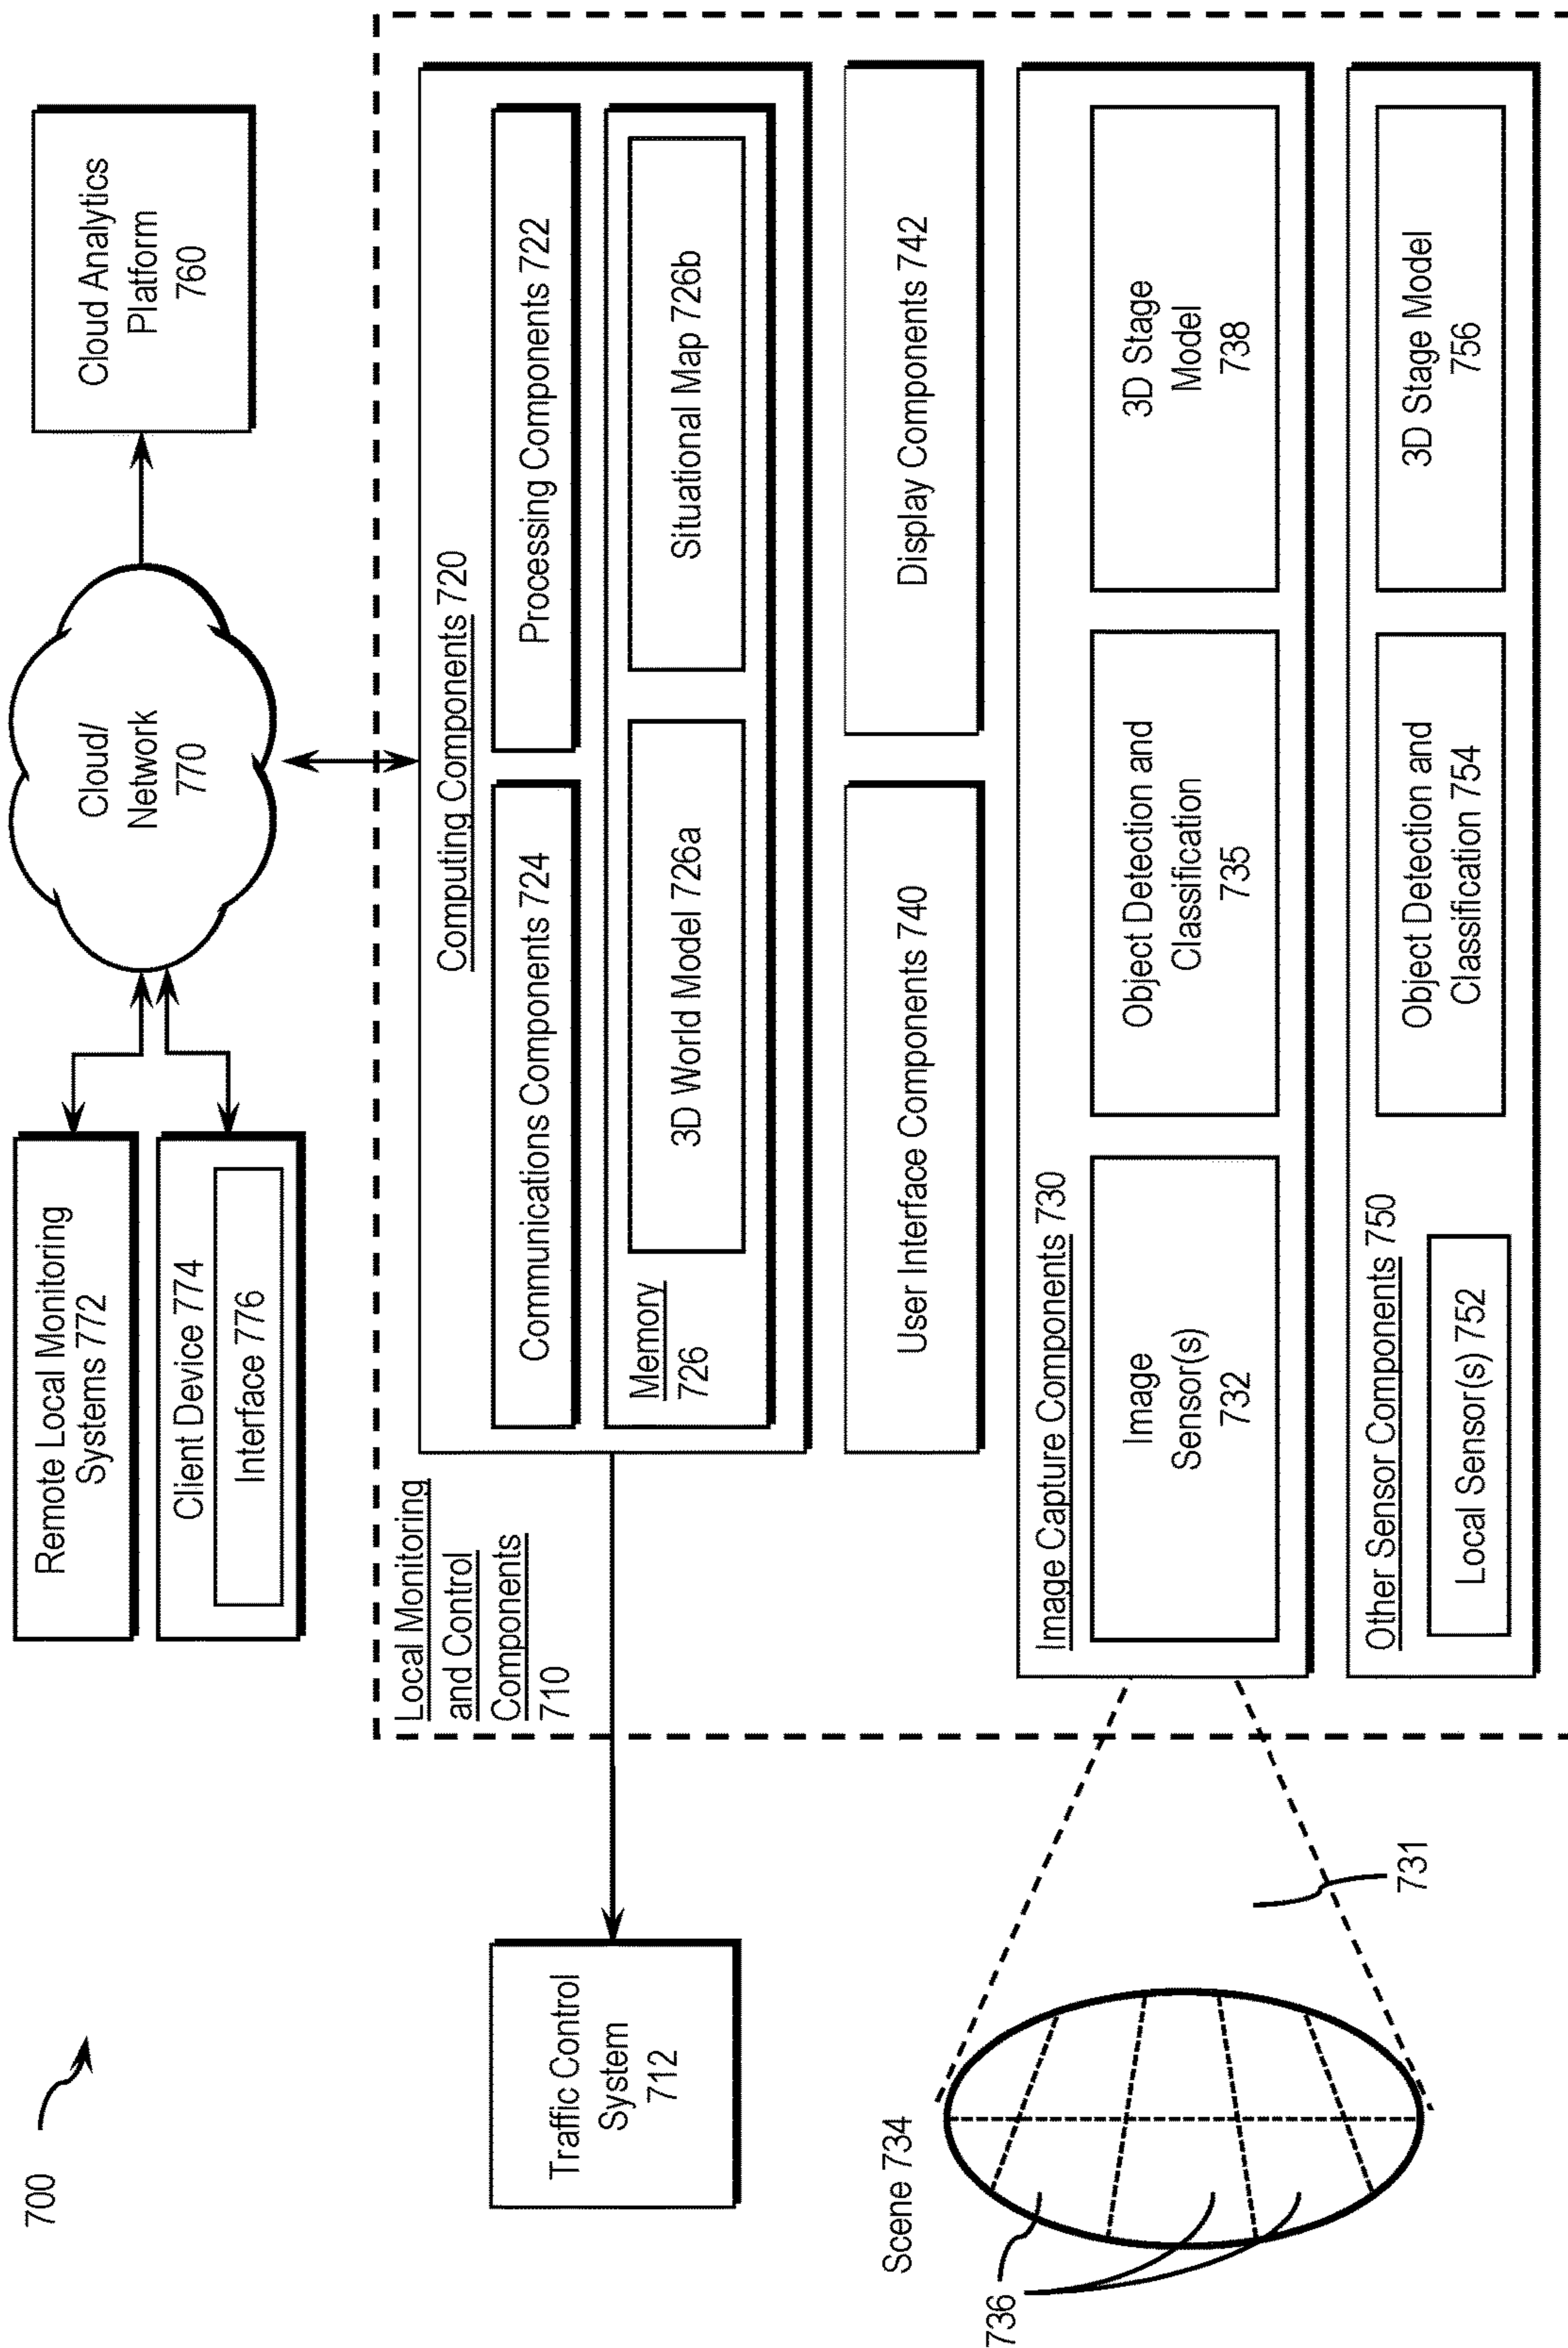 700
Remote Local Monitoring
Systems 772
Client Device 774
Interface 776
Cloud/
Network
770
Cloud Analytics
Platform
760
Local Monitoring
and Control
Components
710
Computing Components 720
Communications Components 724
Processing Components 722
Memory
726
3D World Model 726a
Situational Map 726b
Traffic Control
System
712
User Interface Components 740
Display Components 742
Image Capture Components 730
Image
Sensor(s)
732
Object Detection and
Classification
735
3D Stage
Model
738
Scene 734
736
731
Other Sensor Components 750
Local Sensor(s) 752
Object Detection and
Classification 754
3D Stage Model
756